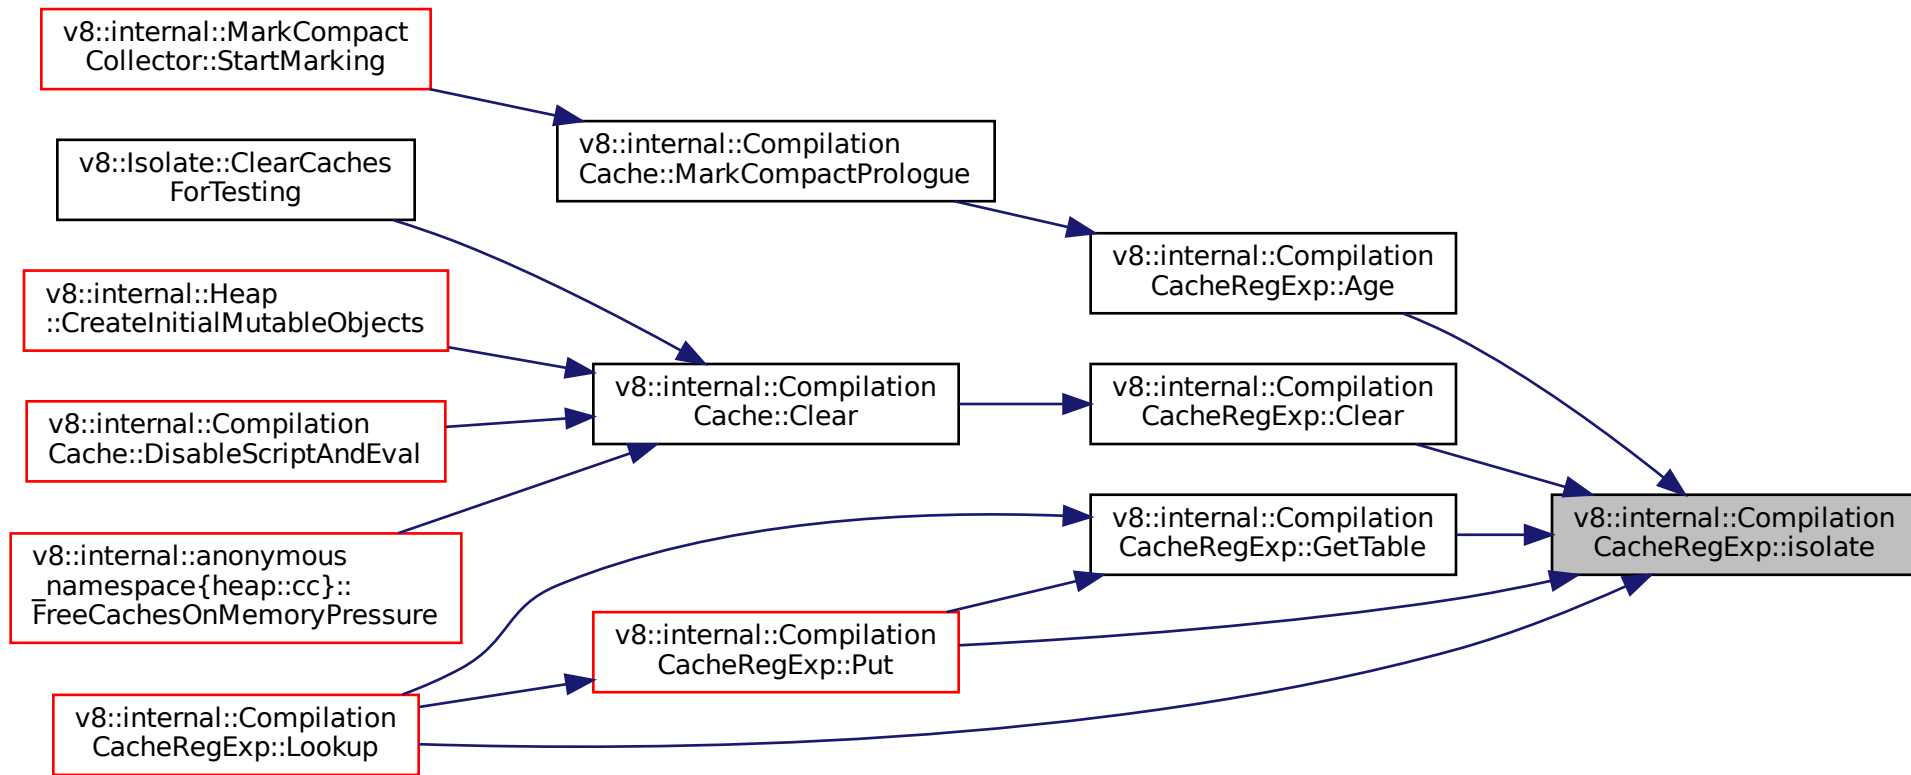 v8::internal::MarkCompact
Collector::StartMarking
v8::internal::Compilation
Cache::MarkCompactPrologue
v8::Isolate::ClearCaches
ForTesting
v8::internal::Compilation
CacheRegExp::Age
v8::internal::Heap
::CreateInitialMutableObjects
v8::internal::Compilation
Cache::Clear
v8::internal::Compilation
CacheRegExp::Clear
v8::internal::Compilation
Cache::DisableScriptAndEval
v8::internal::Compilation
CacheRegExp::GetTable
v8::internal::Compilation
CacheRegExp::isolate
v8::internal::anonymous
_namespace{heap::cc}::
FreeCachesOnMemoryPressure
v8::internal::Compilation
CacheRegExp::Put
v8::internal::Compilation
CacheRegExp::Lookup